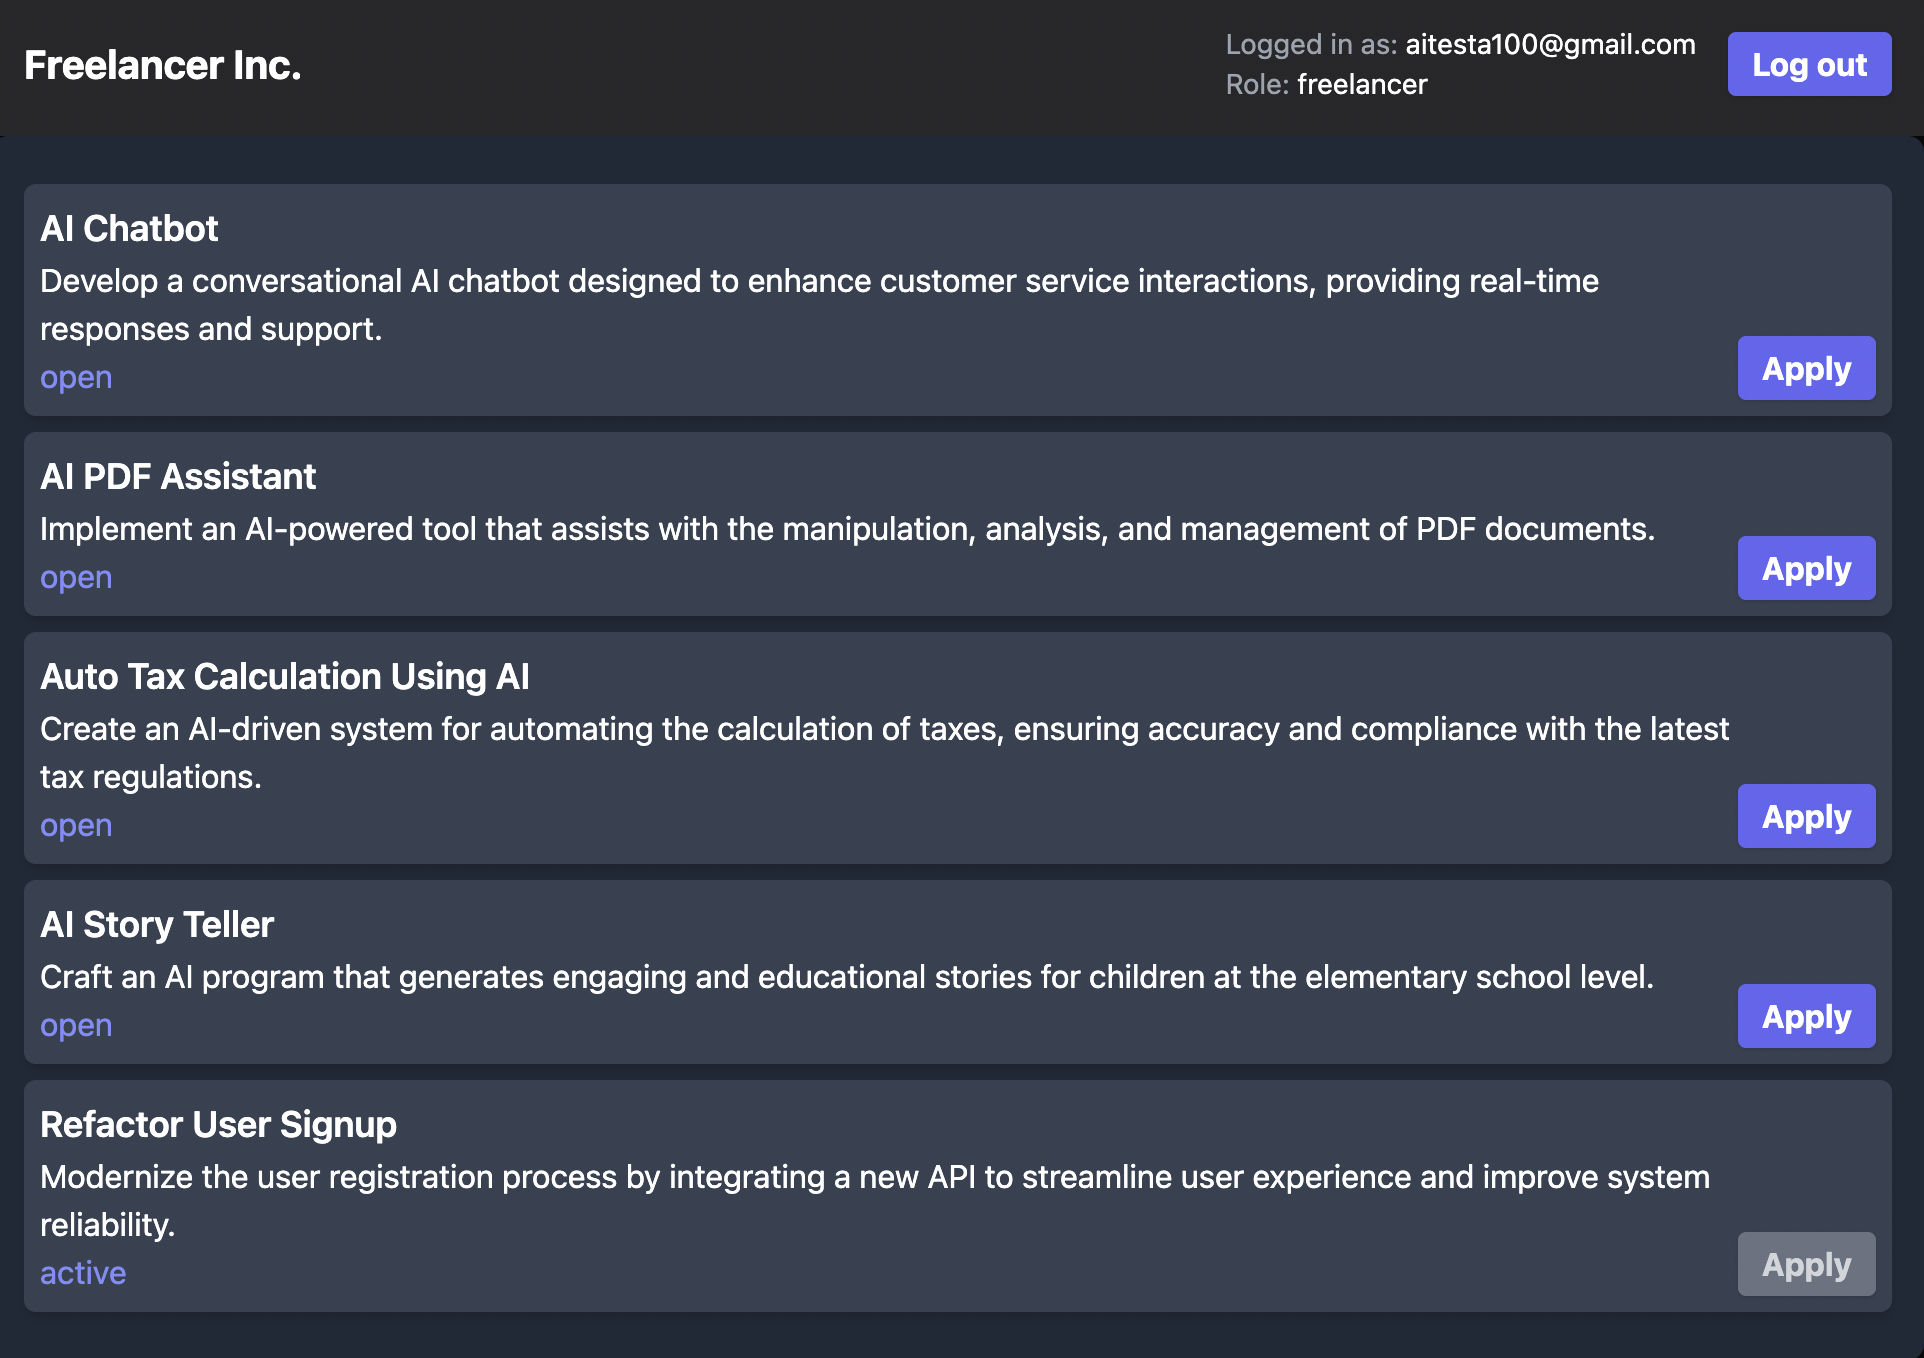 Freelancer Inc.
Logged in as: aitesta100@gmail.com
Role: freelancer
Log out
AI Chatbot
Develop a conversational AI chatbot designed to enhance customer service interactions, providing real-time
responses and support.
open
Apply
AI PDF Assistant
Implement an AI-powered tool that assists with the manipulation, analysis, and management of PDF documents.
open
Apply
Auto Tax Calculation Using AI
Create an AI-driven system for automating the calculation of taxes, ensuring accuracy and compliance with the latest
tax regulations.
open
Apply
AI Story Teller
Craft an AI program that generates engaging and educational stories for children at the elementary school level.
open
Apply
Refactor User Signup
Modernize the user registration process by integrating a new API to streamline user experience and improve system
reliability.
active
Apply